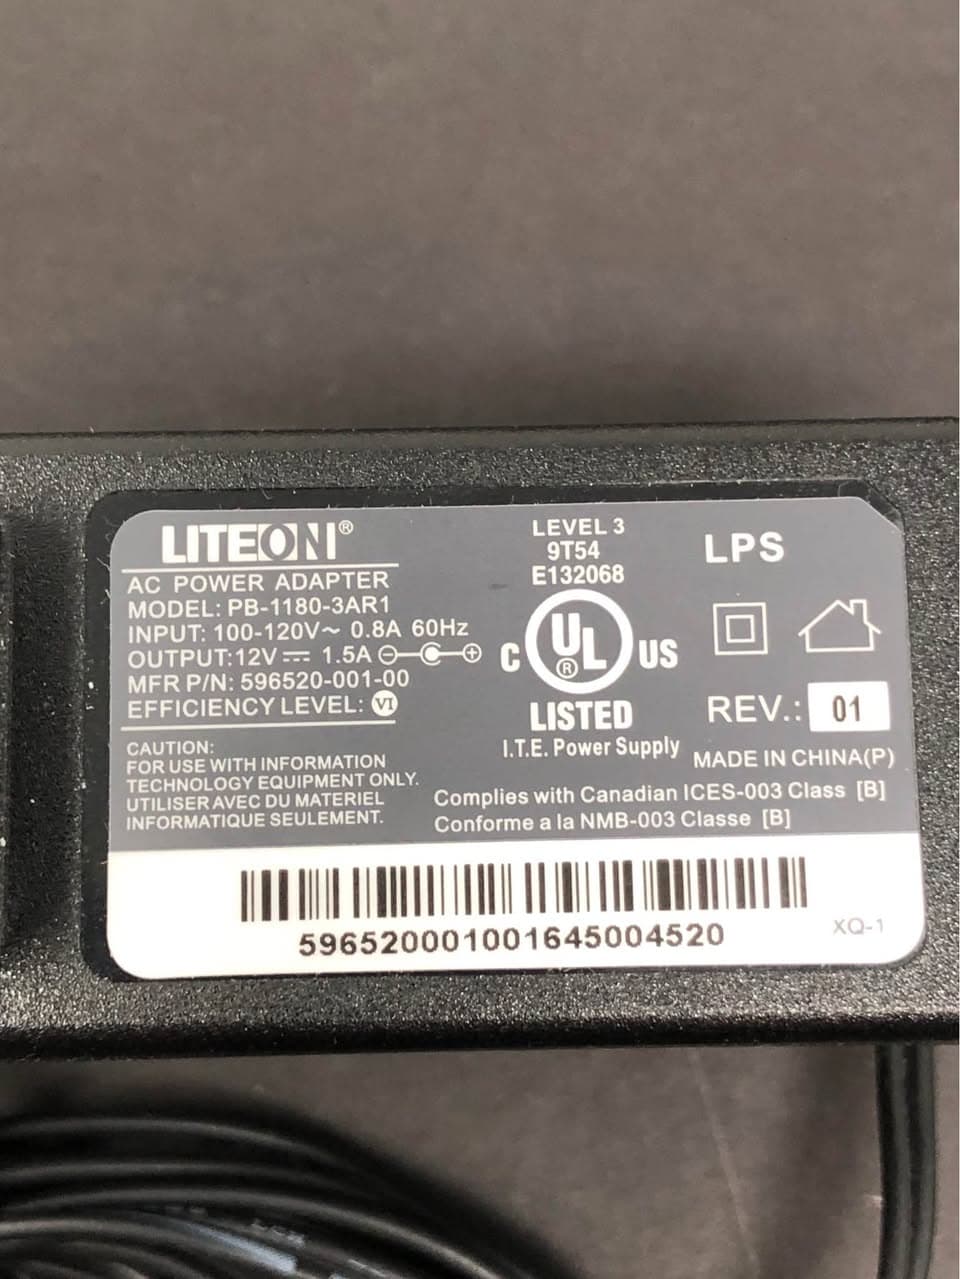 LITEON®
AC POWER ADAPTER
MODEL: PB-1180-3AR1
INPUT: 100-120V~ 0.8A 60Hz
OUTPUT:12V⎓ 1.5A
MFR P/N: 596520-001-00
EFFICIENCY LEVEL: VI
CAUTION:
FOR USE WITH INFORMATION
TECHNOLOGY EQUIPMENT ONLY.
UTILISER AVEC DU MATERIEL
INFORMATIQUE SEULEMENT.
LEVEL 3
9T54
E132068
C UL® US
LISTED
I.T.E. Power Supply
LPS
REV.: 01
MADE IN CHINA(P)
Complies with Canadian ICES-003 Class [B]
Conforme a la NMB-003 Classe [B]
596520001001645004520
XQ-1